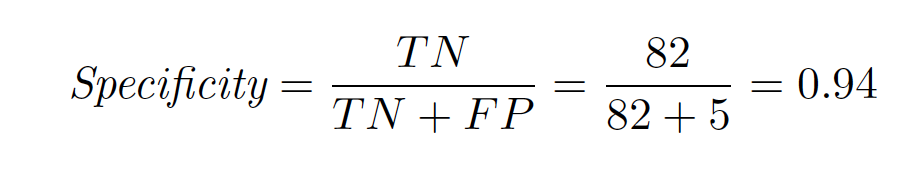 Specificity = TN / (TN + FP) = 82 / (82 + 5) = 0.94